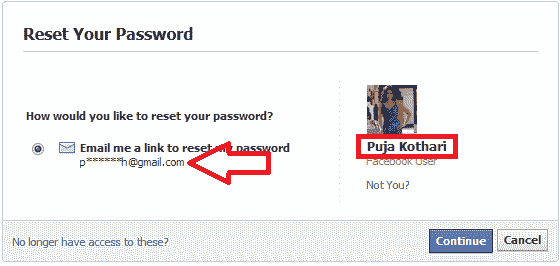 Reset Your Password
How would you like to reset your password?
Email me a link to reset my password
p******h@gmail.com
Puja Kothari
Facebook User
Not You?
No longer have access to these?
Continue
Cancel